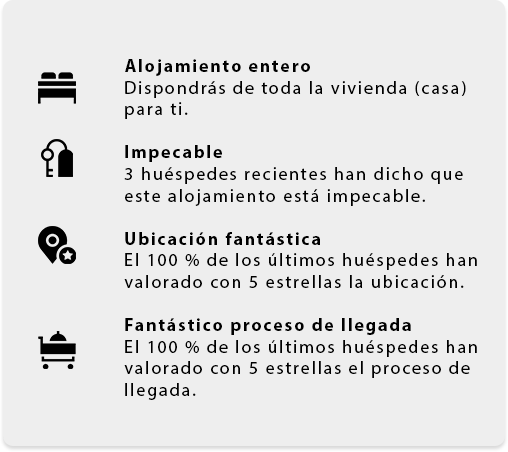 Alojamiento entero
Dispondrás de toda la vivienda (casa)
para ti.
Impecable
3 huéspedes recientes han dicho que
este alojamiento está impecable.
Ubicación fantástica
El 100 % de los últimos huéspedes han
valorado con 5 estrellas la ubicación.
Fantástico proceso de llegada
El 100 % de los últimos huéspedes han
valorado con 5 estrellas el proceso de
llegada.